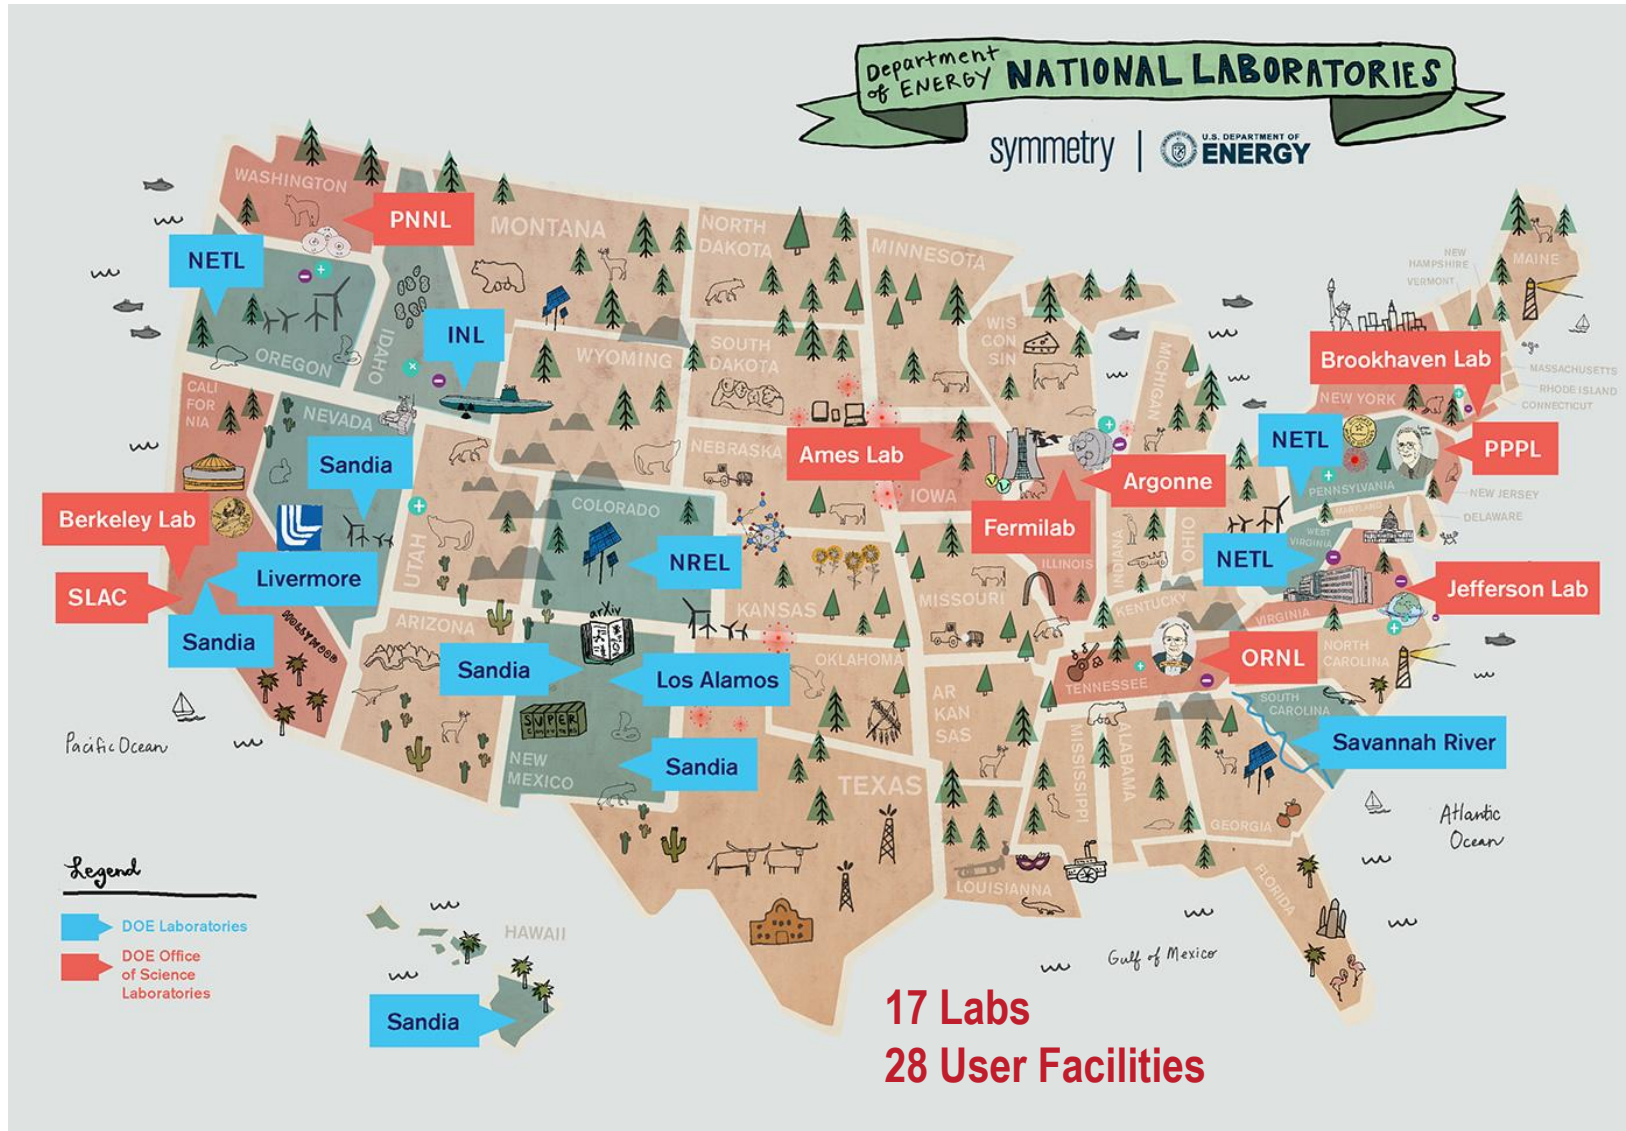 Department
of ENERGY
NATIONAL LABORATORIES
symmetry
U.S. DEPARTMENT OF
ENERGY
WASHINGTON
PNNL
NETL
MONTANA
NORTH
DAKOTA
MINNESOTA
NEW
HAMPSHIRE
VERMONT
MAINE
INL
IDAHO
OREGON
WYOMING
SOUTH
DAKOTA
WIS
CON
SIN
MICHIGAN
Brookhaven Lab
MASSACHUSETTS
RHODE ISLAND
CONNECTICUT
NEW YORK
CALI
FOR
NIA
NEVADA
Sandia
NEBRASKA
Ames Lab
IOWA
Argonne
Fermilab
NETL
PPPL
PENNSYLVANIA
NEW JERSEY
MARYLAND
DELAWARE
Berkeley Lab
SLAC
Livermore
Sandia
HOLLYWOOD
UTAH
COLORADO
NREL
KANSAS
MISSOURI
ILLINOIS
INDIANA
OHIO
NETL
WEST
VIRGINIA
Jefferson Lab
VIRGINIA
KENTUCKY
ARIZONA
arXiv
Sandia
Los Alamos
OKLAHOMA
AR
KAN
SAS
TENNESSEE
ORNL
NORTH
CAROLINA
SOUTH
CAROLINA
Savannah River
SUPER
NEW
MEXICO
Sandia
TEXAS
MISSISSIPPI
ALABAMA
GEORGIA
LOUISIANNA
FLORIDA
Pacific Ocean
Atlantic
Ocean
Gulf of Mexico
Legend
DOE Laboratories
DOE Office
of Science
Laboratories
HAWAII
Sandia
17 Labs
28 User Facilities